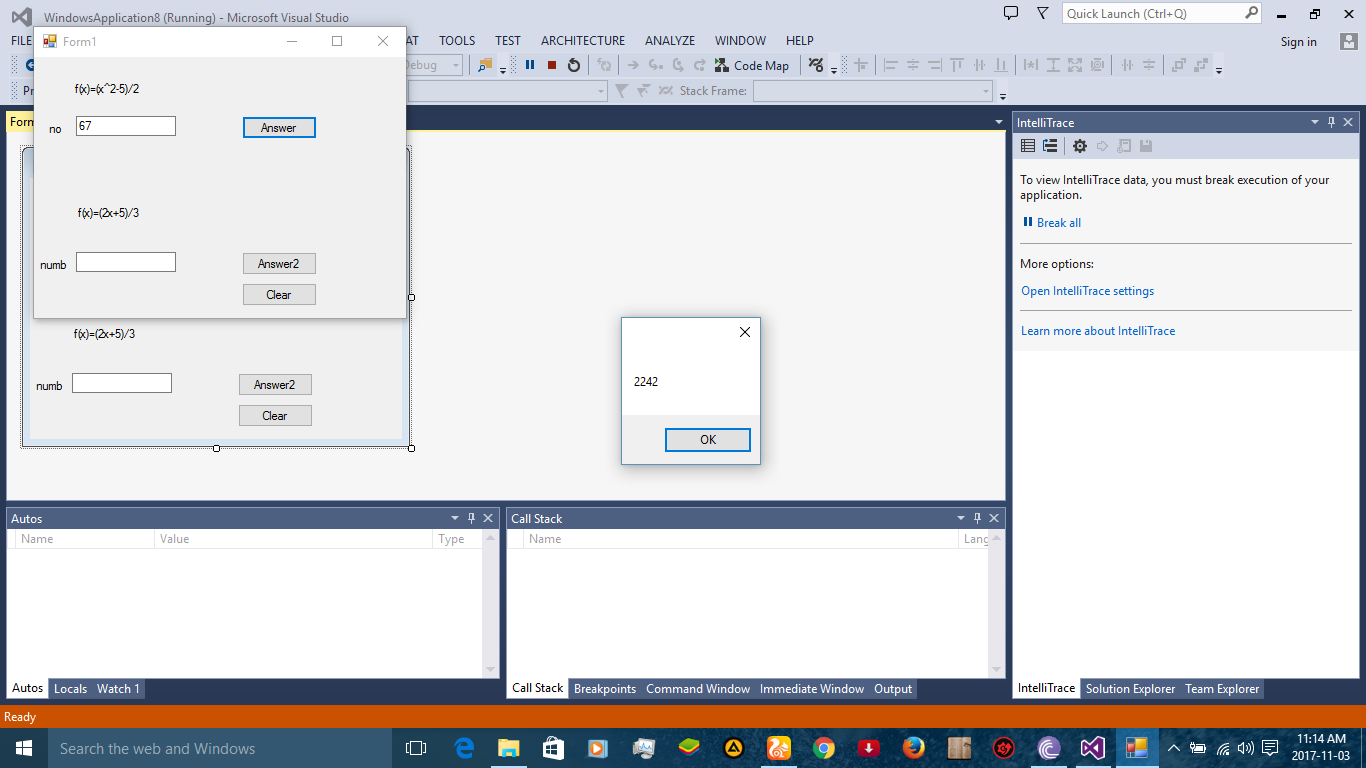 WindowsApplication8 (Running) - Microsoft Visual Studio
Quick Launch (Ctrl+Q)
Form1
FILE
AT TOOLS TEST ARCHITECTURE ANALYZE WINDOW HELP
Sign in
Debug
Code Map
Pr
Stack Frame:
Form
f(x)=(x^2-5)/2
no 67 Answer
f(x)=(2x+5)/3
numb Answer2
Clear
f(x)=(2x+5)/3
numb Answer2
Clear
2242
OK
IntelliTrace
To view IntelliTrace data, you must break execution of your
application.
Break all
More options:
Open IntelliTrace settings
Learn more about IntelliTrace
Autos
Name Value Type
Call Stack
Name Lang
Autos Locals Watch 1
Call Stack Breakpoints Command Window Immediate Window Output
IntelliTrace Solution Explorer Team Explorer
Ready
Search the web and Windows
11:14 AM
2017-11-03